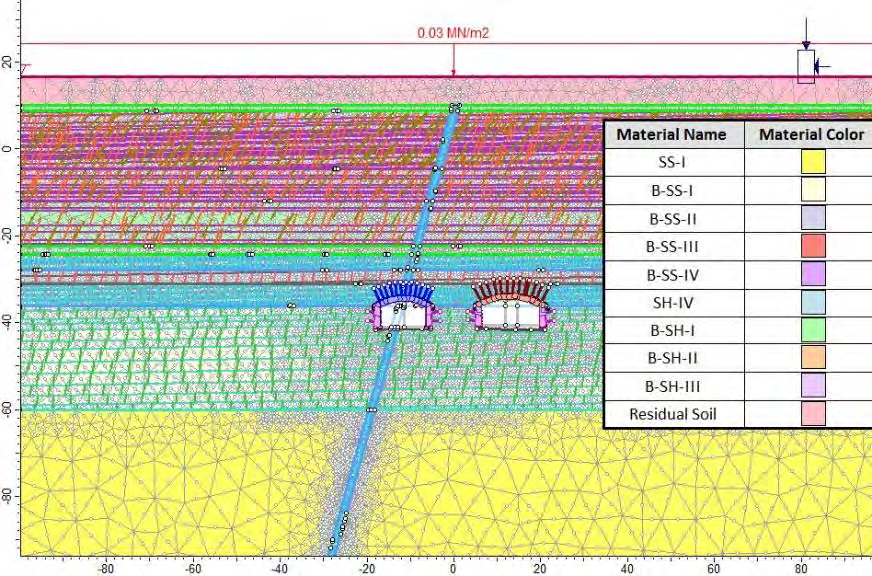 0.03 MN/m2
20
0
-20
-40
-60
-80
Material Name Material Color
SS-I
B-SS-I
B-SS-II
B-SS-III
B-SS-IV
SH-IV
B-SH-I
B-SH-II
B-SH-III
Residual Soil
-80 -60 -40 -20 0 20 40 60 80